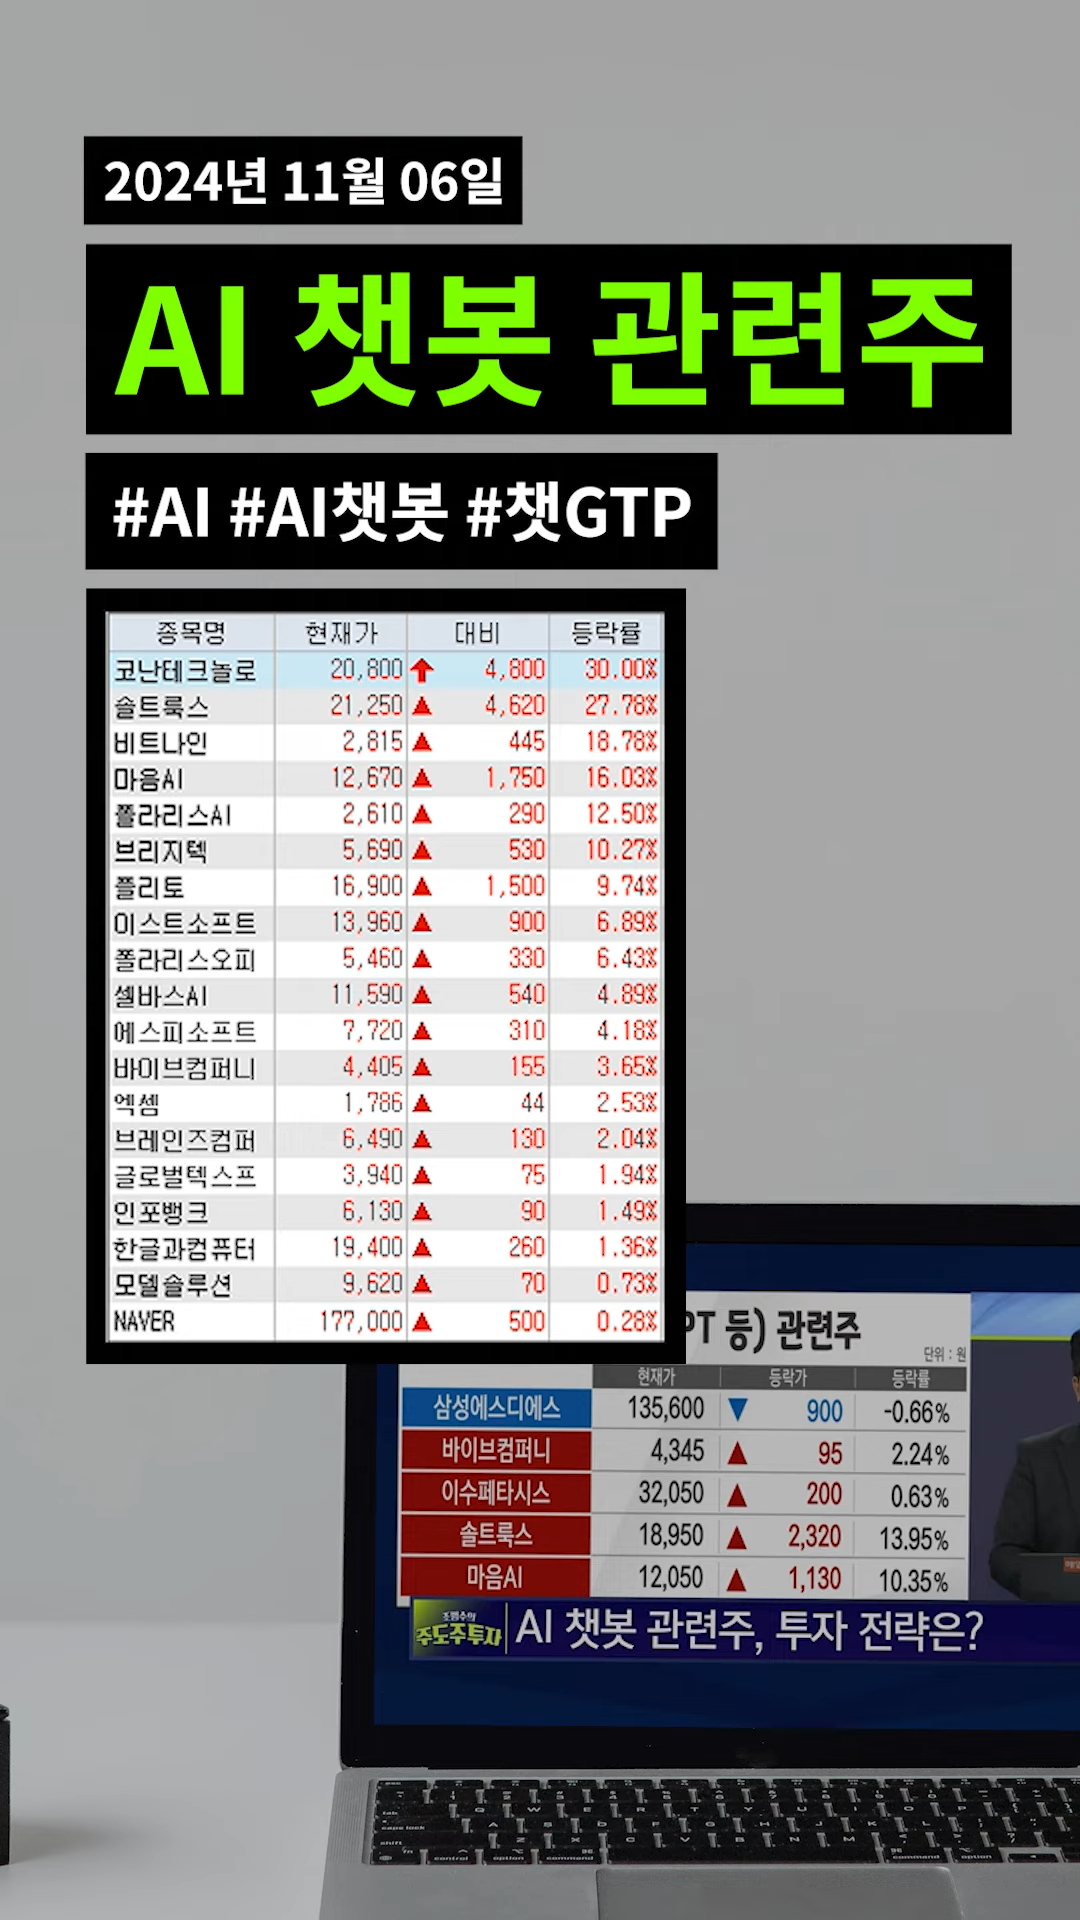 2024년 11월 06일
AI 챗봇 관련주
#AI #AI챗봇 #챗GTP
종목명 현재가 대비 등락률
코난테크놀로 20,800 ⬆ 4,800 30.00%
솔트룩스 21,250 ▲ 4,620 27.78%
비트나인 2,815 ▲ 445 18.78%
마음AI 12,670 ▲ 1,750 16.03%
폴라리스AI 2,610 ▲ 290 12.50%
브리지텍 5,690 ▲ 530 10.27%
플리토 16,900 ▲ 1,500 9.74%
이스트소프트 13,960 ▲ 900 6.89%
폴라리스오피 5,460 ▲ 330 6.43%
셀바스AI 11,590 ▲ 540 4.89%
에스피소프트 7,720 ▲ 310 4.18%
바이브컴퍼니 4,405 ▲ 155 3.65%
엑셈 1,786 ▲ 44 2.53%
브레인즈컴퍼 6,490 ▲ 130 2.04%
글로벌텍스프 3,940 ▲ 75 1.94%
인포뱅크 6,130 ▲ 90 1.49%
한글과컴퓨터 19,400 ▲ 260 1.36%
모델솔루션 9,620 ▲ 70 0.73%
NAVER 177,000 ▲ 500 0.28%
PT 등) 관련주
단위 : 원
현재가 등락가 등락률
삼성에스디에스 135,600 ▼ 900 -0.66%
바이브컴퍼니 4,345 ▲ 95 2.24%
이수페타시스 32,050 ▲ 200 0.63%
솔트룩스 18,950 ▲ 2,320 13.95%
마음AI 12,050 ▲ 1,130 10.35%
주도주투자
AI 챗봇 관련주, 투자 전략은?